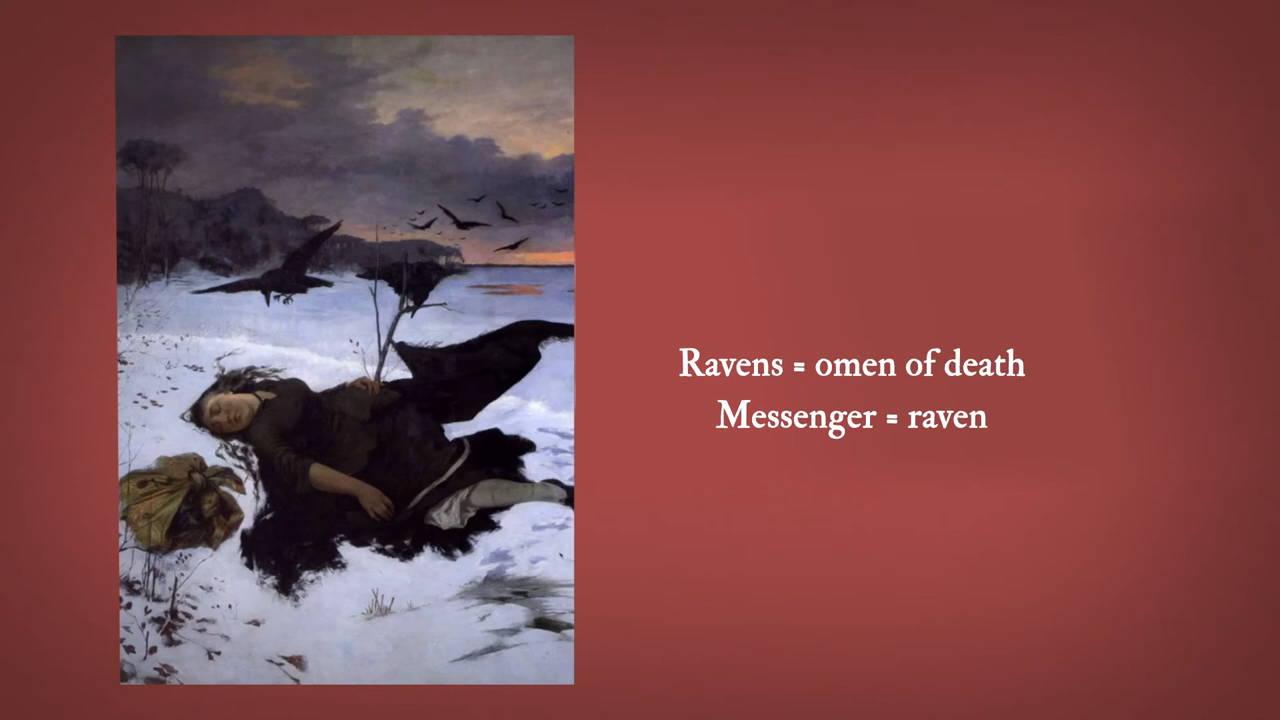 Ravens = omen of death
Messenger = raven